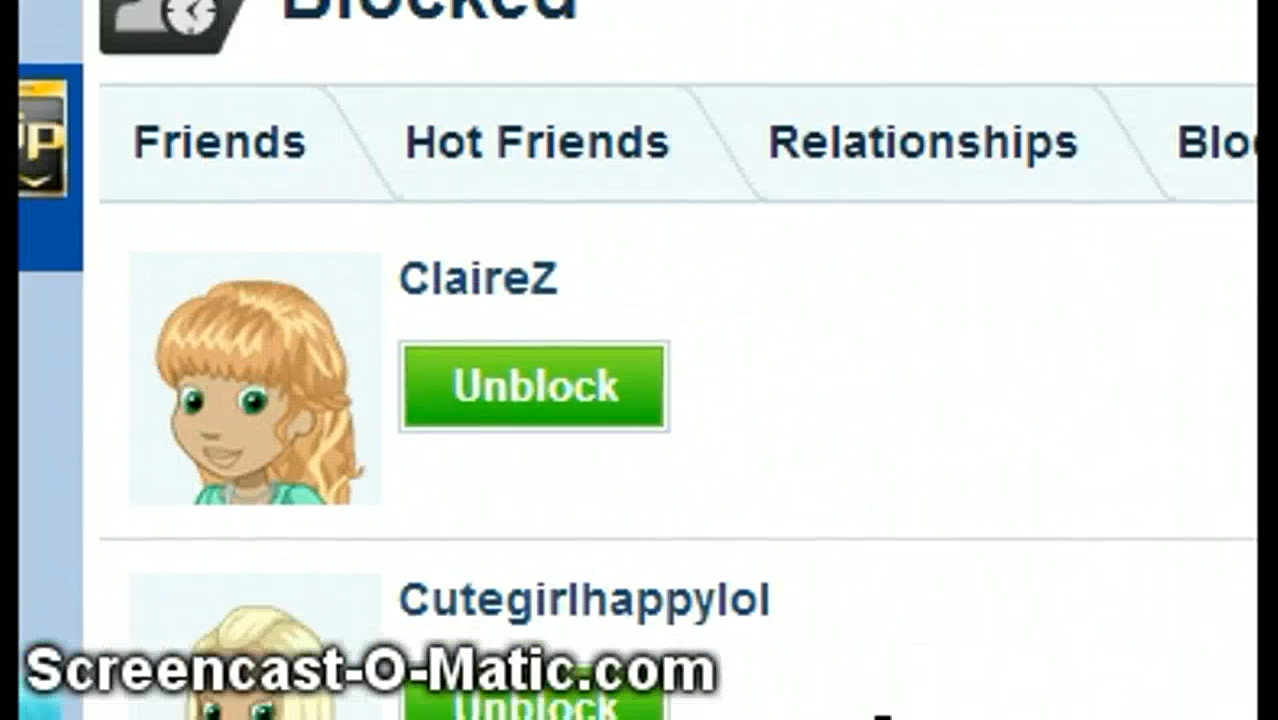 Blocked
Friends
Hot Friends
Relationships
ClaireZ
Unblock
Cutegirlhappylol
Unblock
Screencast-O-Matic.com